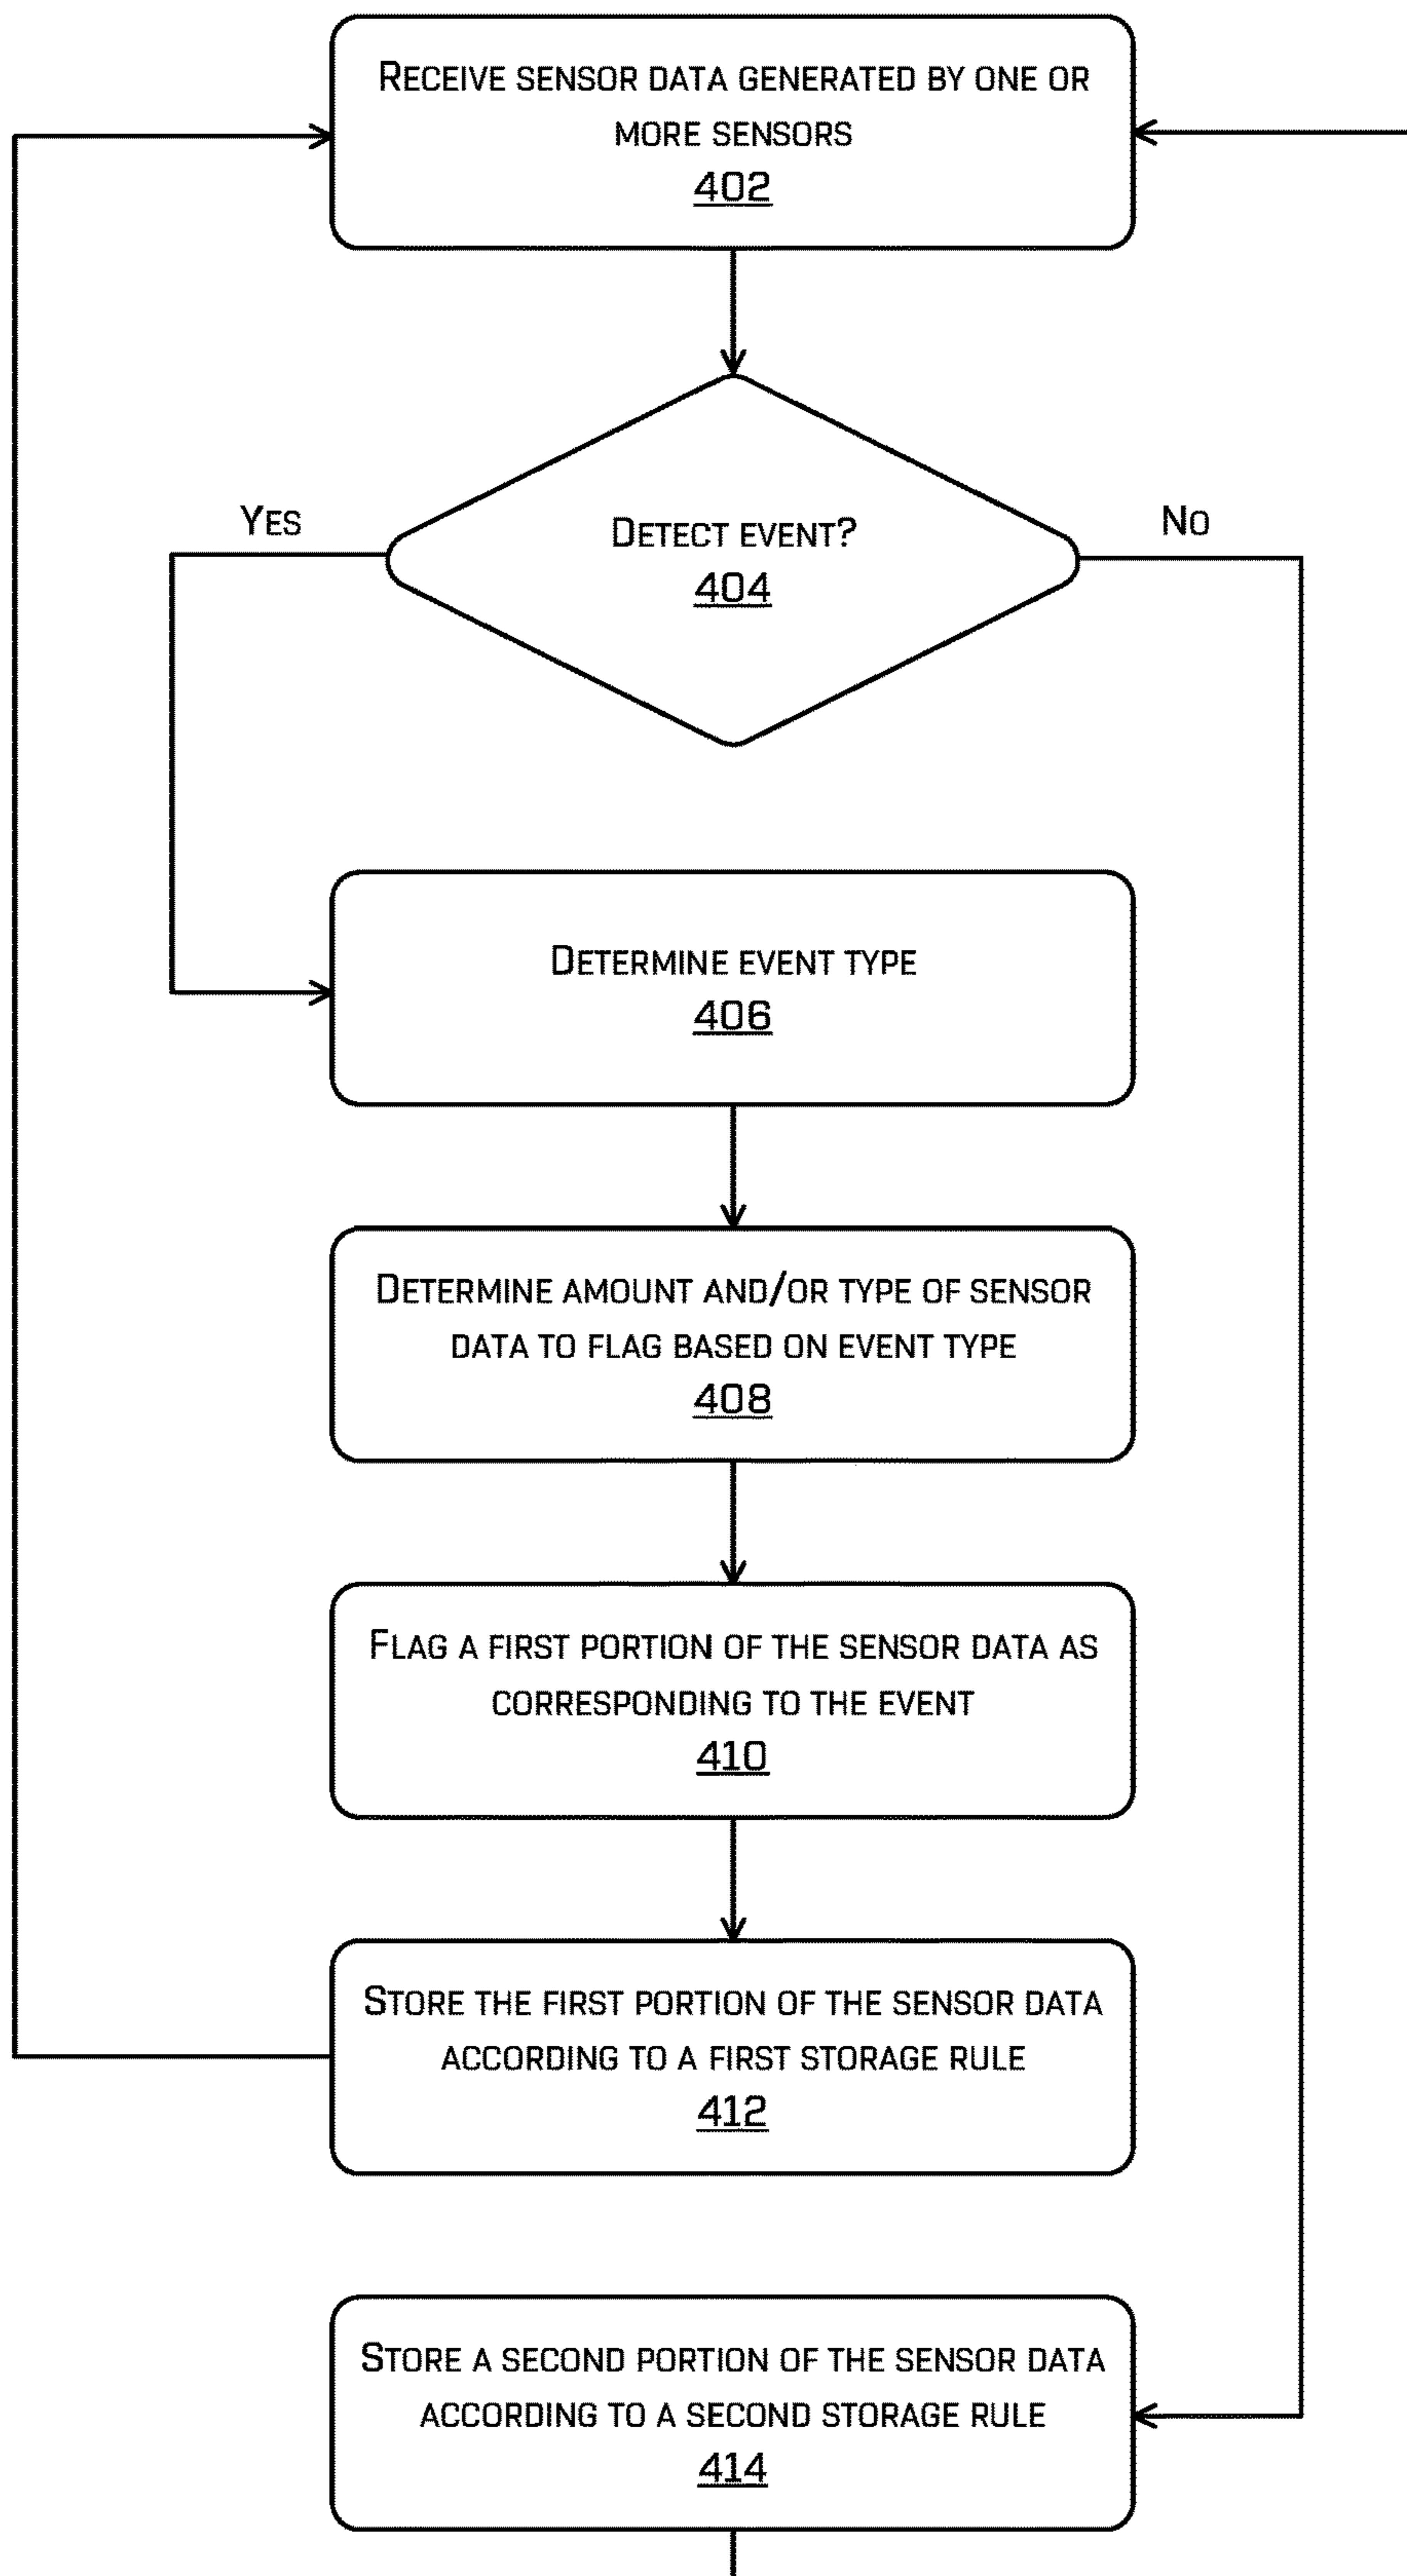 Receive sensor data generated by one or
more sensors
402
Detect event?
404
Yes
No
Determine event type
406
Determine amount and/or type of sensor
data to flag based on event type
408
Flag a first portion of the sensor data as
corresponding to the event
410
Store the first portion of the sensor data
according to a first storage rule
412
Store a second portion of the sensor data
according to a second storage rule
414